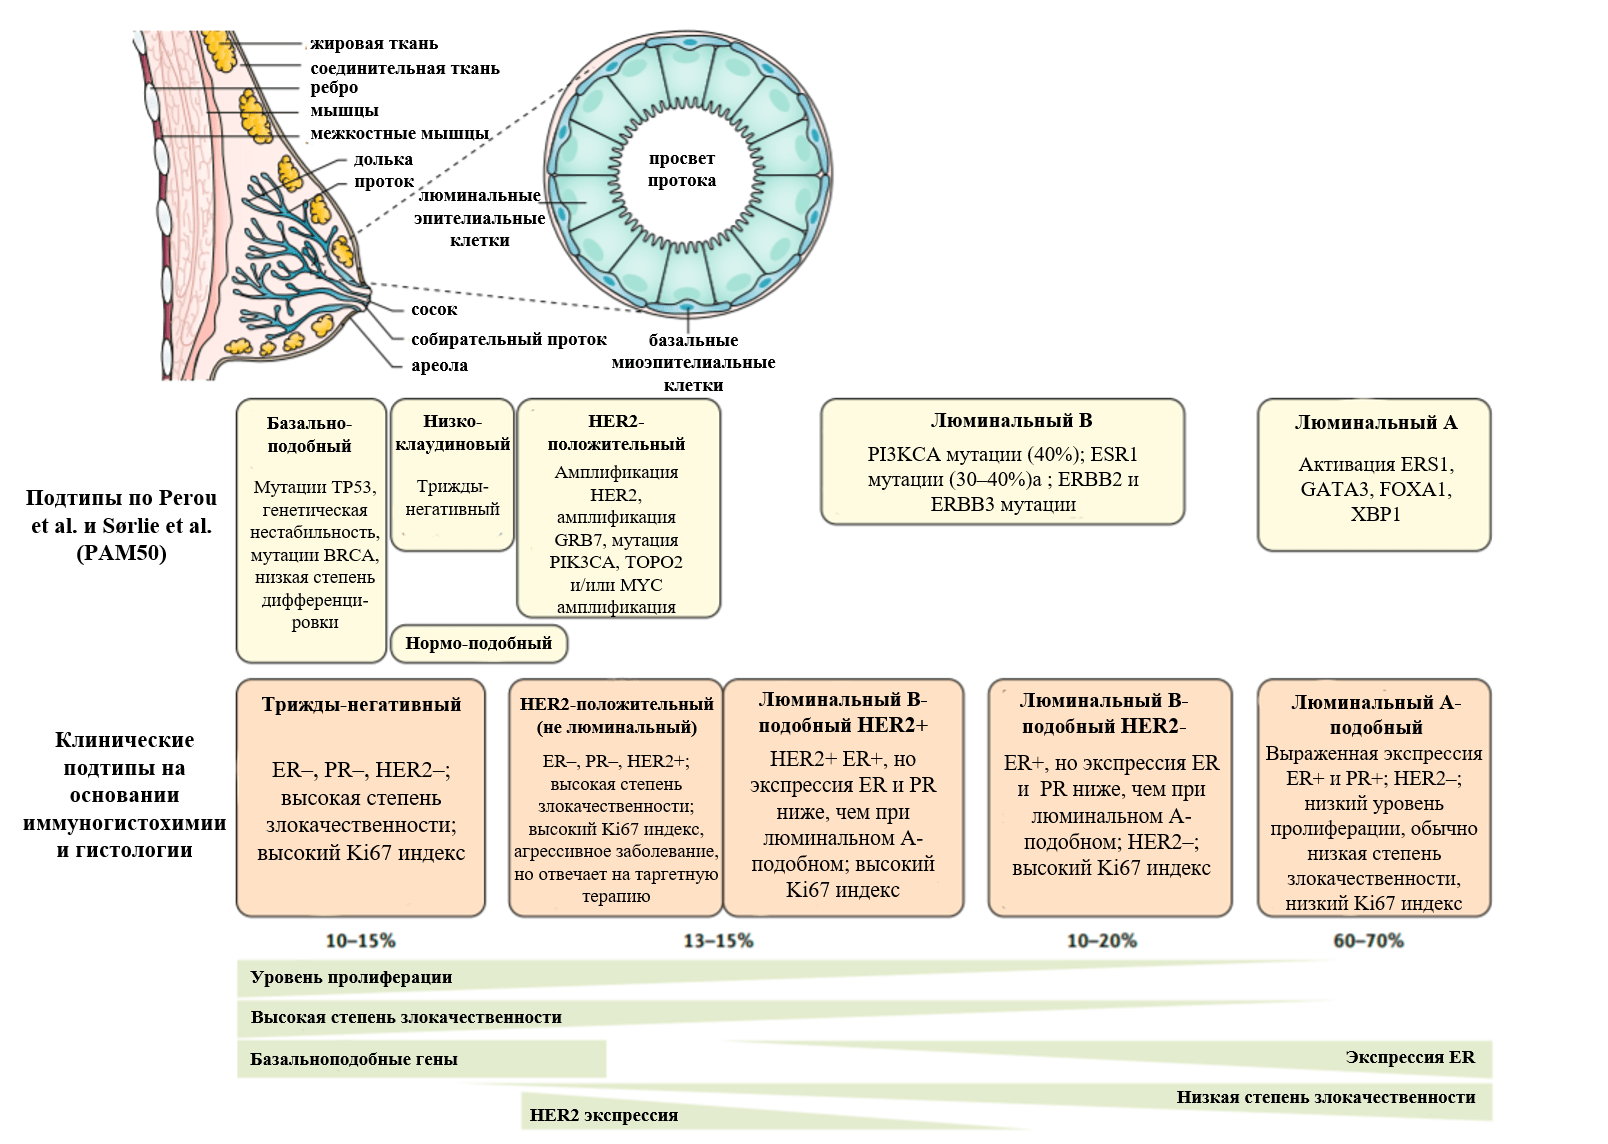 жировая ткань
соединительная ткань
ребро
мышцы
межкостные мышцы
долька
проток
люминальные
эпителиальные
клетки
просвет
протока
сосок
собирательный проток
ареола
базальные
миоэпителиальные
клетки
Подтипы по Perou
et al. и Sørlie et al.
(PAM50)
Базально-
подобный
Мутации TP53,
генетическая
нестабильность,
мутации BRCA,
низкая степень
дифференци-
ровки
Низко-
клаудиновый
Трижды-
негативный
HER2-
положительный
Амплификация
HER2,
амплификация
GRB7, мутация
PIK3CA, TOPO2
и/или MYC
амплификация
Люминальный B
PI3KCA мутации (40%); ESR1
мутации (30–40%)a ; ERBB2 и
ERBB3 мутации
Люминальный A
Активация ERS1,
GATA3, FOXA1,
XBP1
Нормо-подобный
Клинические
подтипы на
основании
иммуногистохимии
и гистологии
Трижды-негативный
ER–, PR–, HER2–;
высокая степень
злокачественности;
высокий Ki67 индекс
HER2-положительный
(не люминальный)
ER–, PR–, HER2+;
высокая степень
злокачественности;
высокий Ki67 индекс,
агрессивное заболевание,
но отвечает на таргетную
терапию
Люминальный B-
подобный HER2+
HER2+ ER+, но
экспрессия ER и PR
ниже, чем при
люминальном A-
подобном; высокий
Ki67 индекс
Люминальный B-
подобный HER2-
ER+, но экспрессия ER
и PR ниже, чем при
люминальном A-
подобном; HER2–;
высокий Ki67 индекс
Люминальный A-
подобный
Выраженная экспрессия
ER+ и PR+; HER2–;
низкий уровень
пролиферации, обычно
низкая степень
злокачественности,
низкий Ki67 индекс
10–15%
13–15%
10–20%
60–70%
Уровень пролиферации
Высокая степень злокачественности
Базальноподобные гены
Экспрессия ER
Низкая степень злокачественности
HER2 экспрессия